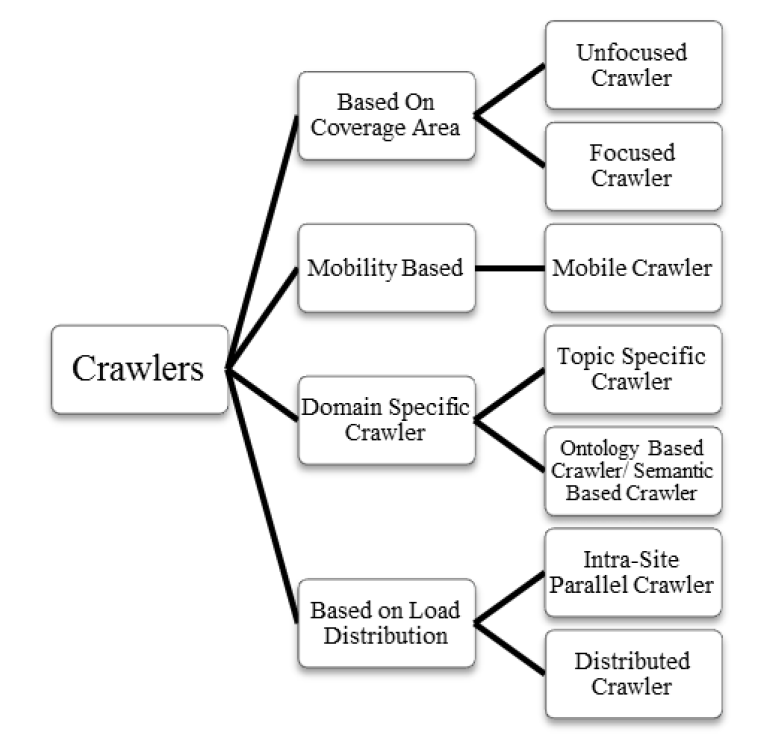 Crawlers
Based On
Coverage Area
Unfocused
Crawler
Focused
Crawler
Mobility Based
Mobile Crawler
Domain Specific
Crawler
Topic Specific
Crawler
Ontology Based
Crawler/ Semantic
Based Crawler
Based on Load
Distribution
Intra-Site
Parallel Crawler
Distributed
Crawler